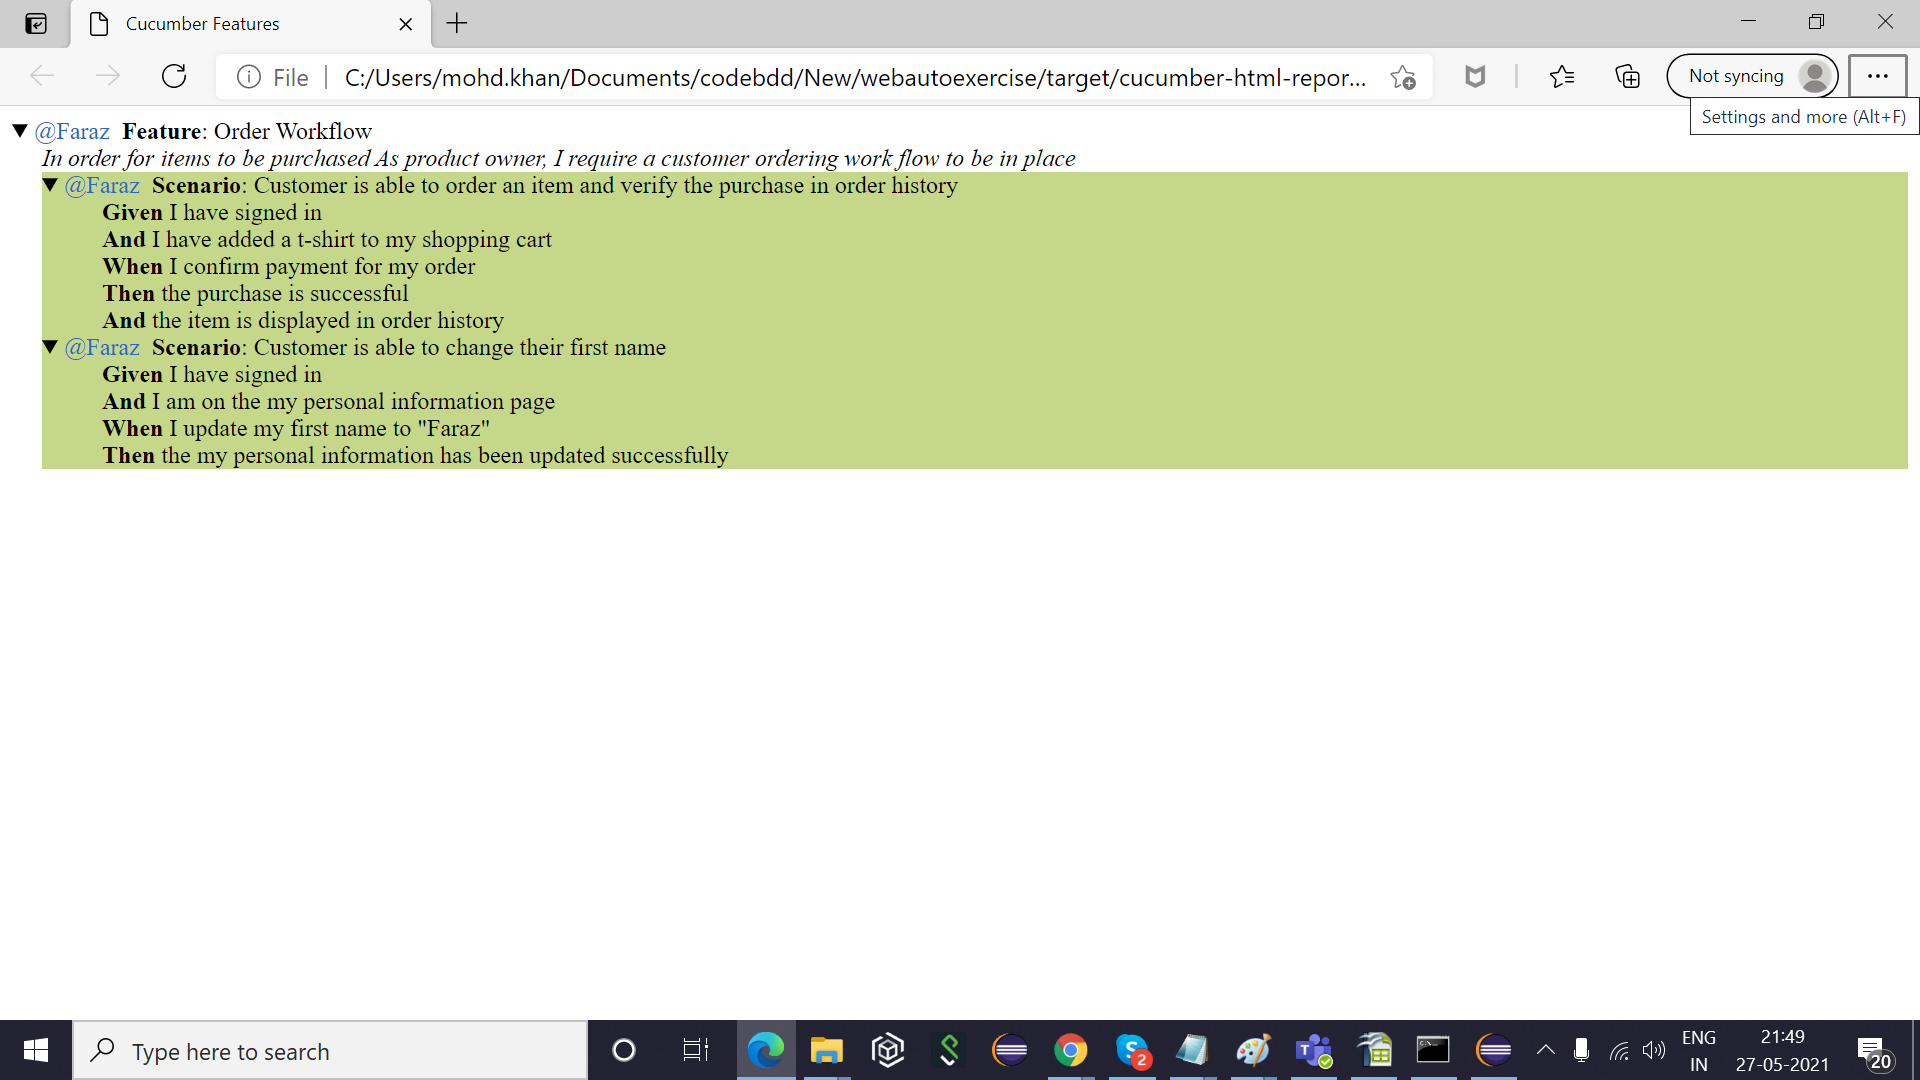 Cucumber Features
File
C:/Users/mohd.khan/Documents/codebdd/New/webautoexercise/target/cucumber-html-repor...
Not syncing
Settings and more (Alt+F)
@Faraz Feature: Order Workflow
In order for items to be purchased As product owner, I require a customer ordering work flow to be in place
@Faraz Scenario: Customer is able to order an item and verify the purchase in order history
Given I have signed in
And I have added a t-shirt to my shopping cart
When I confirm payment for my order
Then the purchase is successful
And the item is displayed in order history
@Faraz Scenario: Customer is able to change their first name
Given I have signed in
And I am on the my personal information page
When I update my first name to "Faraz"
Then the my personal information has been updated successfully
Type here to search
S 2
T
ENG
IN
21:49
27-05-2021
20